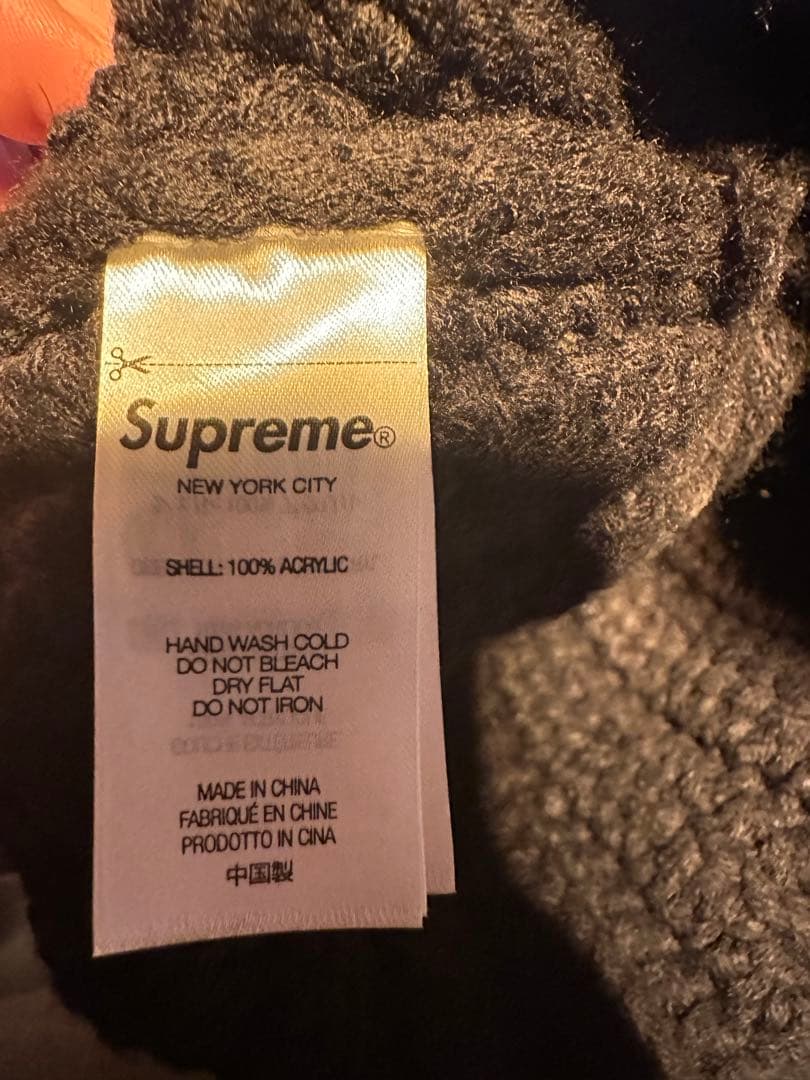 Supreme®
NEW YORK CITY
SHELL: 100% ACRYLIC
HAND WASH COLD
DO NOT BLEACH
DRY FLAT
DO NOT IRON
MADE IN CHINA
FABRIQUÉ EN CHINE
PRODOTTO IN CINA
中国製